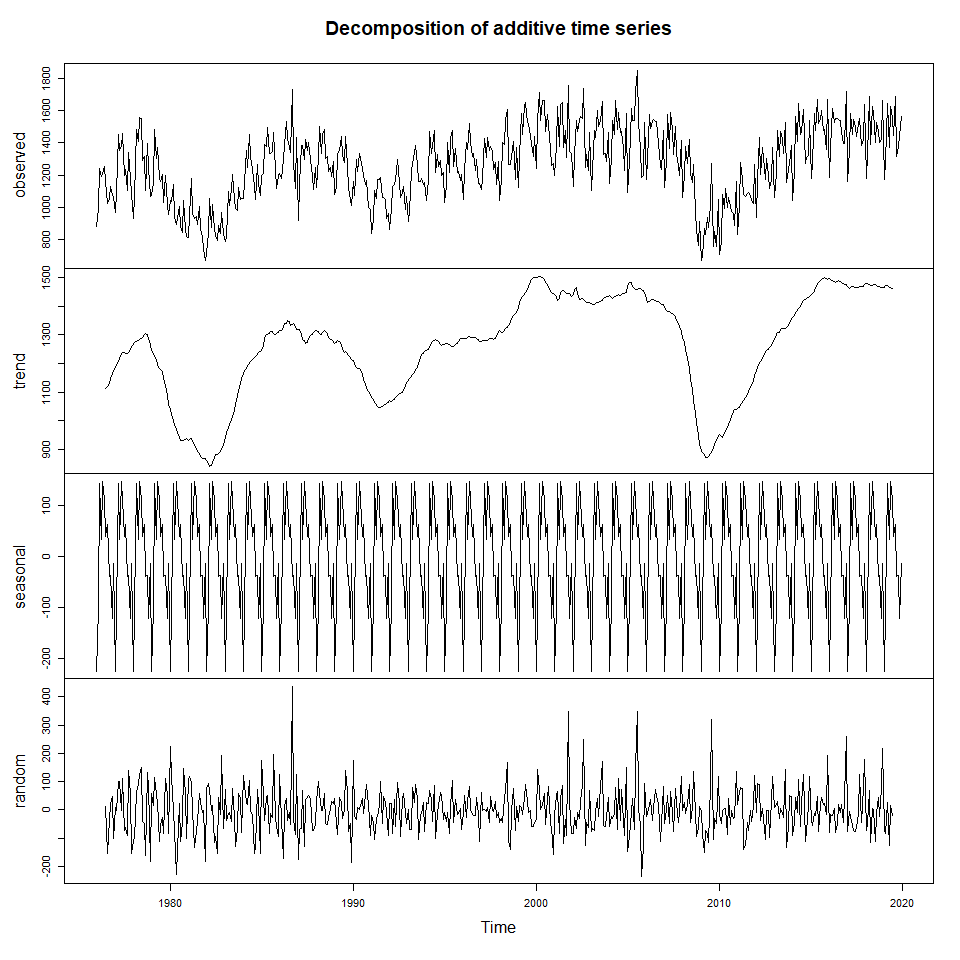 Decomposition of additive time series
observed
800 1000 1200 1400 1600 1800
trend
900 1100 1300 1500
seasonal
-200 -100 0 100
random
-200 0 100 200 300 400
1980 1990 2000 2010 2020
Time